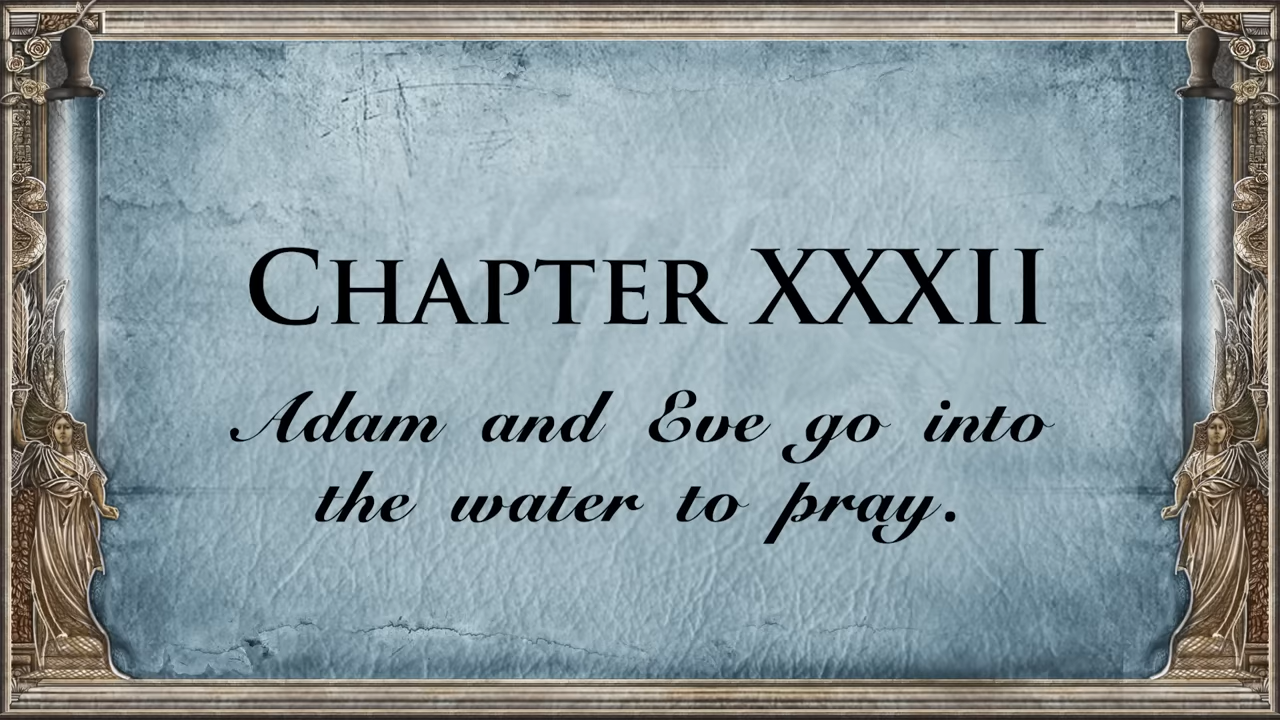 Chapter XXXII
Adam and Eve go into
the water to pray.